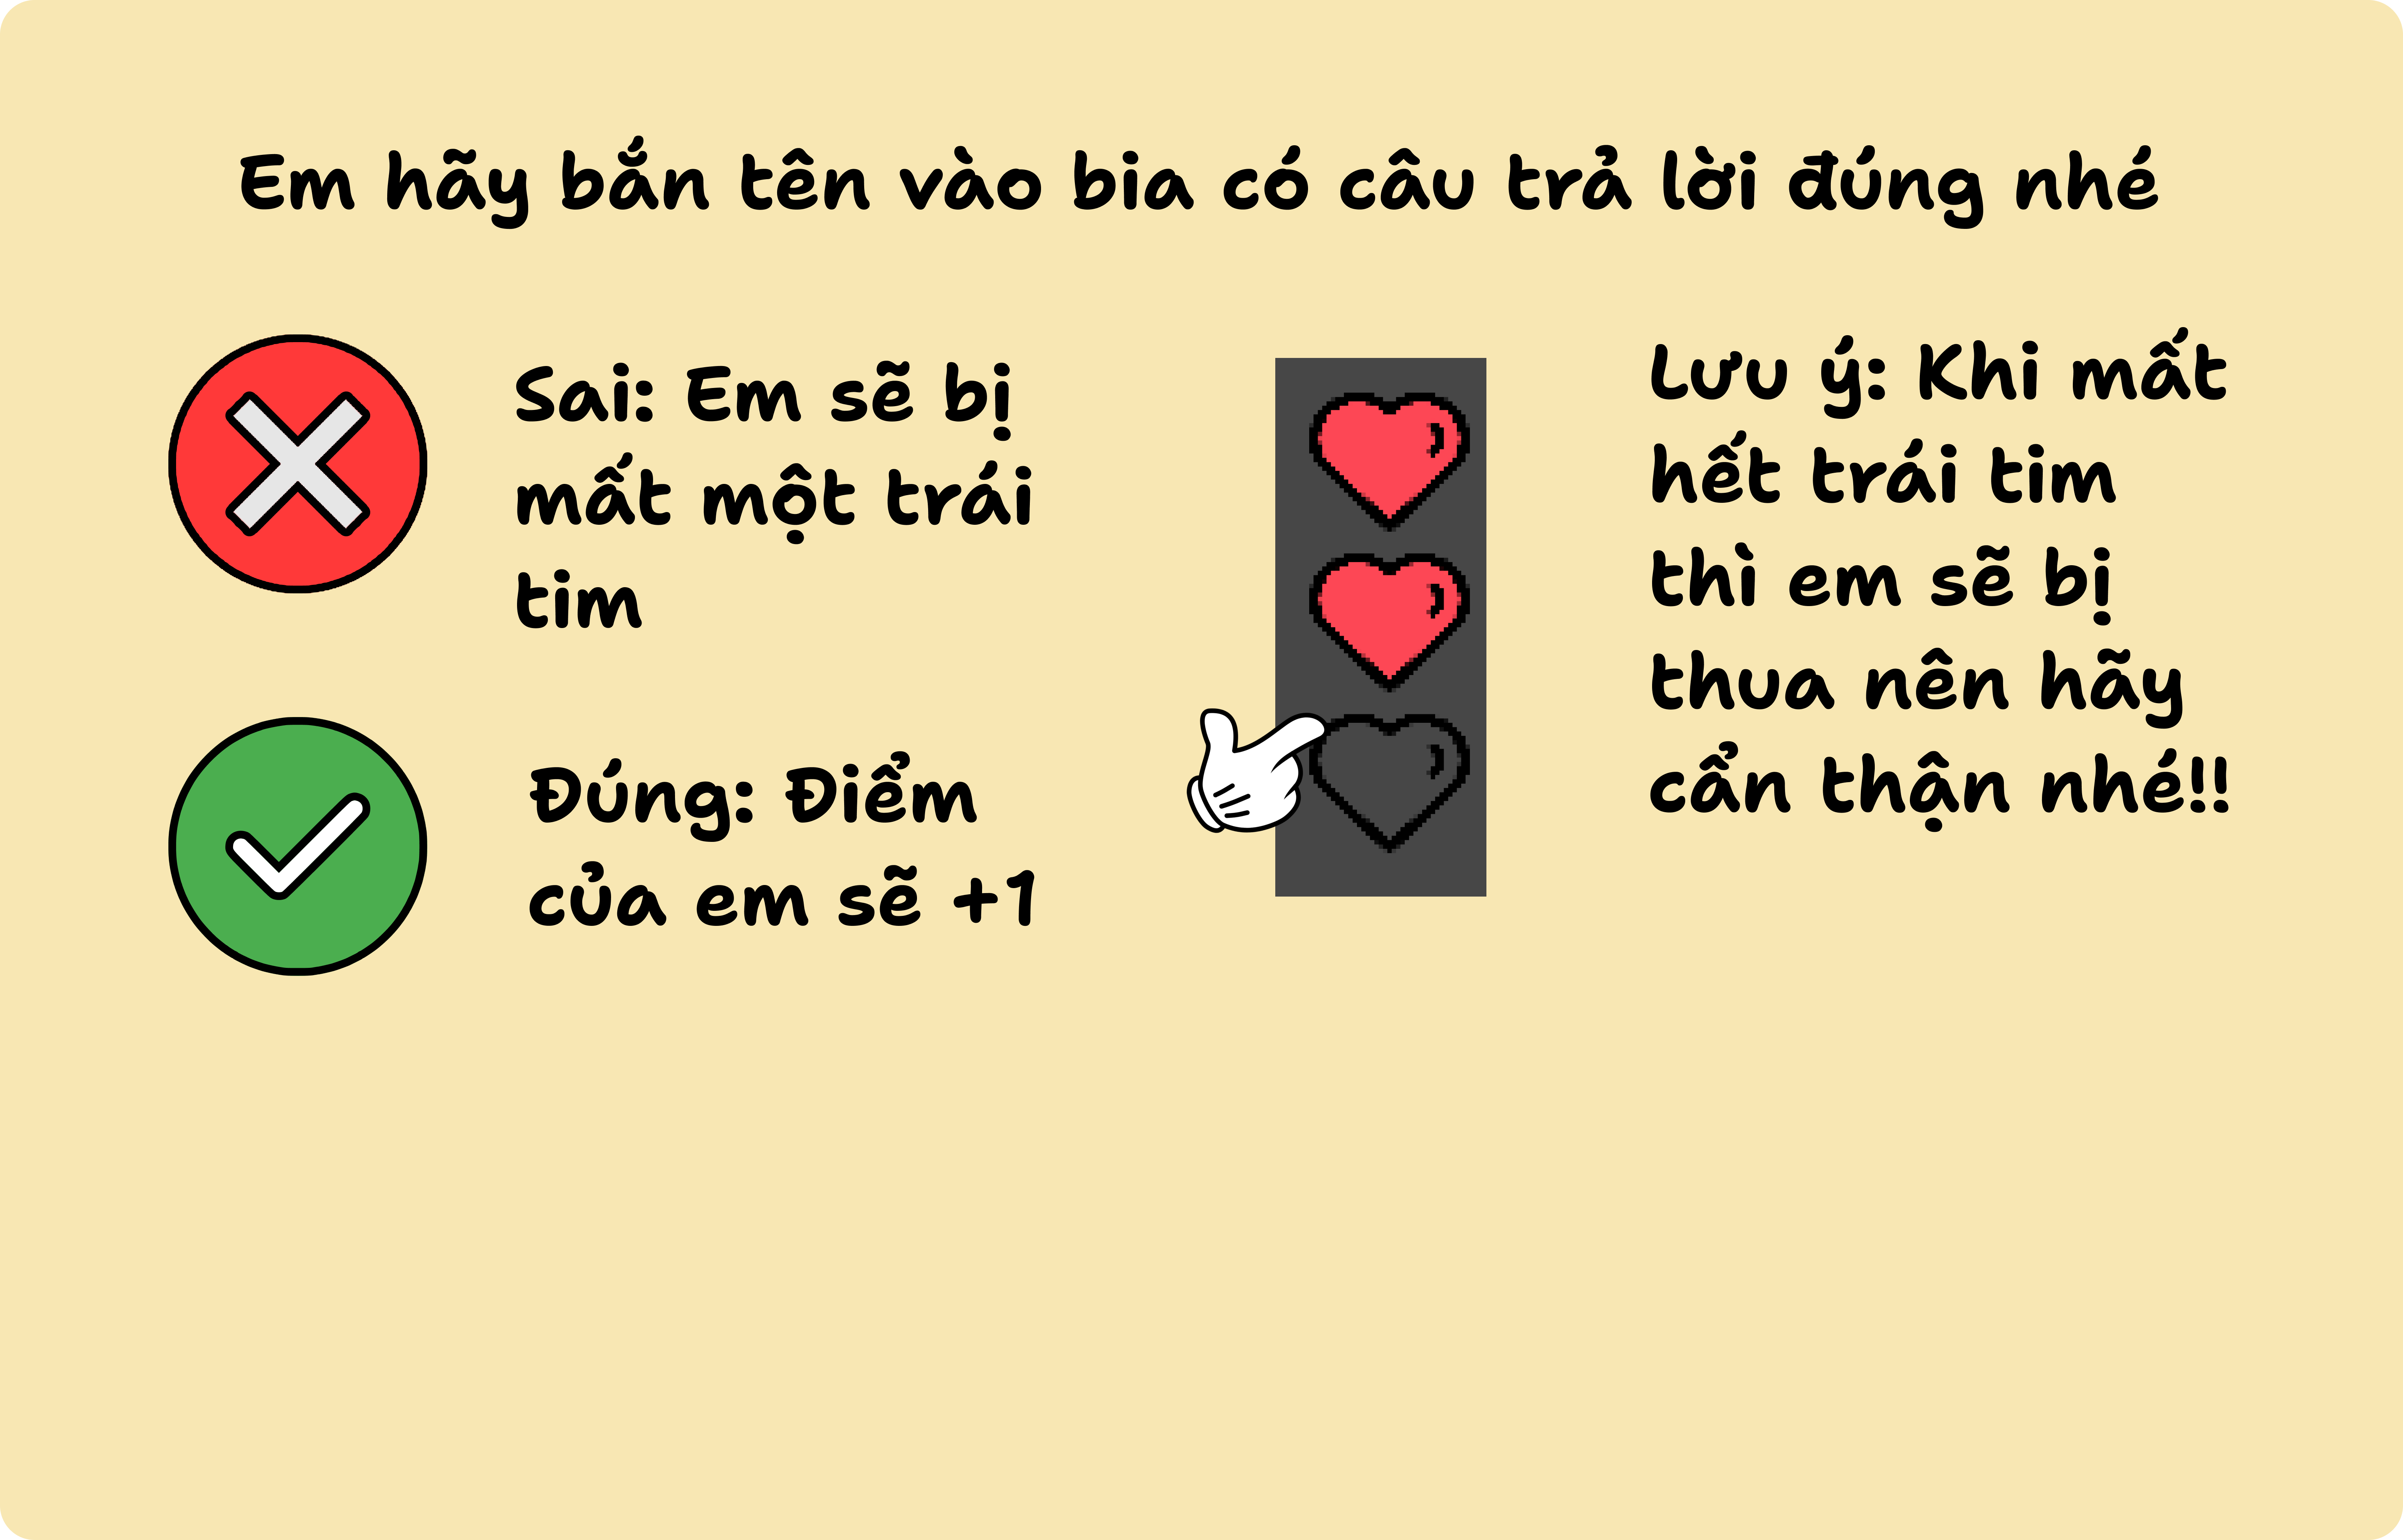 Em hãy bắn tên vào bia có câu trả lời đúng nhé
Sai: Em sẽ bị
mất một trái
tim
Đúng: Điểm
của em sẽ +1
Lưu ý: Khi mất
hết trái tim
thì em sẽ bị
thua nên hãy
cẩn thận nhé!!